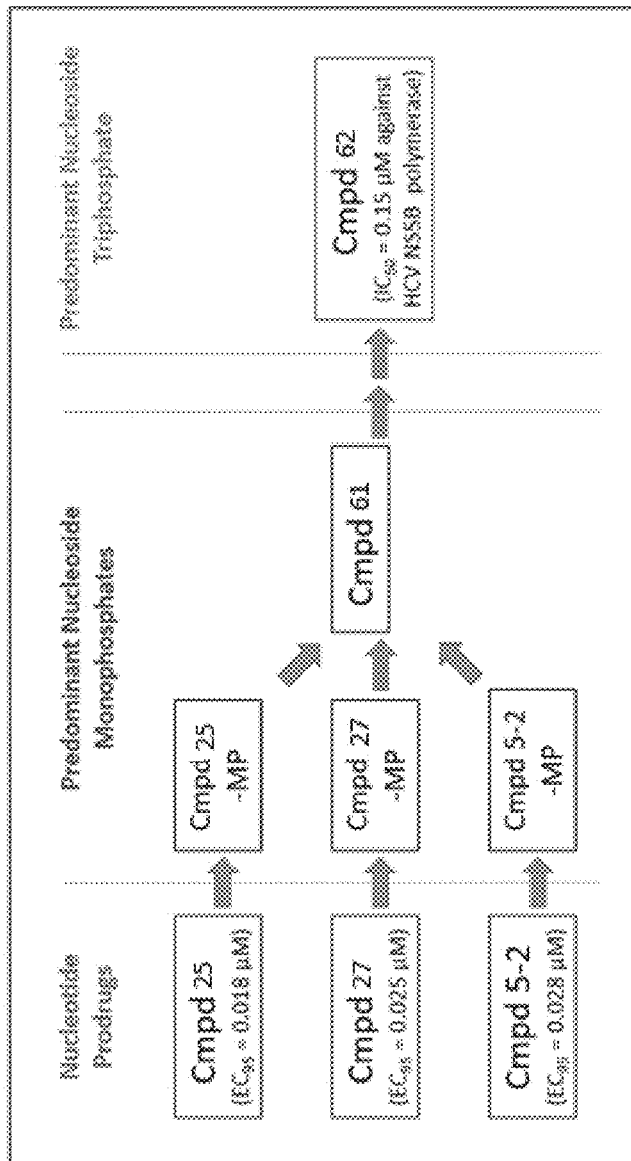 Nucleotide
Prodrugs
Predominant Nucleoside
Monophosphates
Predominant Nucleoside
Triphosphate
Cmpd 25
(EC95 = 0.018 µM)
Cmpd 25
-MP
Cmpd 27
(EC95 = 0.025 µM)
Cmpd 27
-MP
Cmpd 61
Cmpd 62
(IC50 = 0.15 µM against
HCV NS5B polymerase)
Cmpd 5-2
(EC95 = 0.028 µM)
Cmpd 5-2
-MP